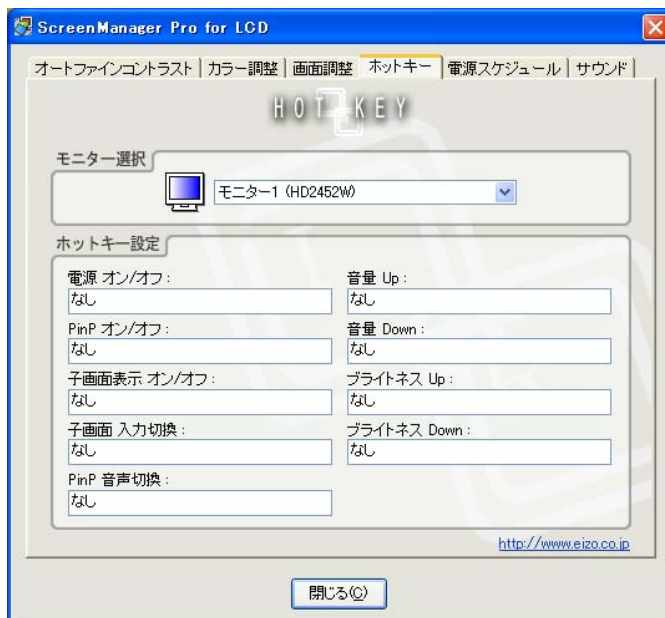 ScreenManager Pro for LCD
オートファインコントラスト カラー調整 画面調整 ホットキー 電源スケジュール サウンド
HOT KEY
モニター選択
モニター1 (HD2452W)
ホットキー設定
電源 オン/オフ : 音量 Up :
なし なし
PinP オン/オフ : 音量 Down :
なし なし
子画面表示 オン/オフ : ブライトネス Up :
なし なし
子画面 入力切換 : ブライトネス Down :
なし なし
PinP 音声切換 :
なし
http://www.eizo.co.jp
閉じる(C)